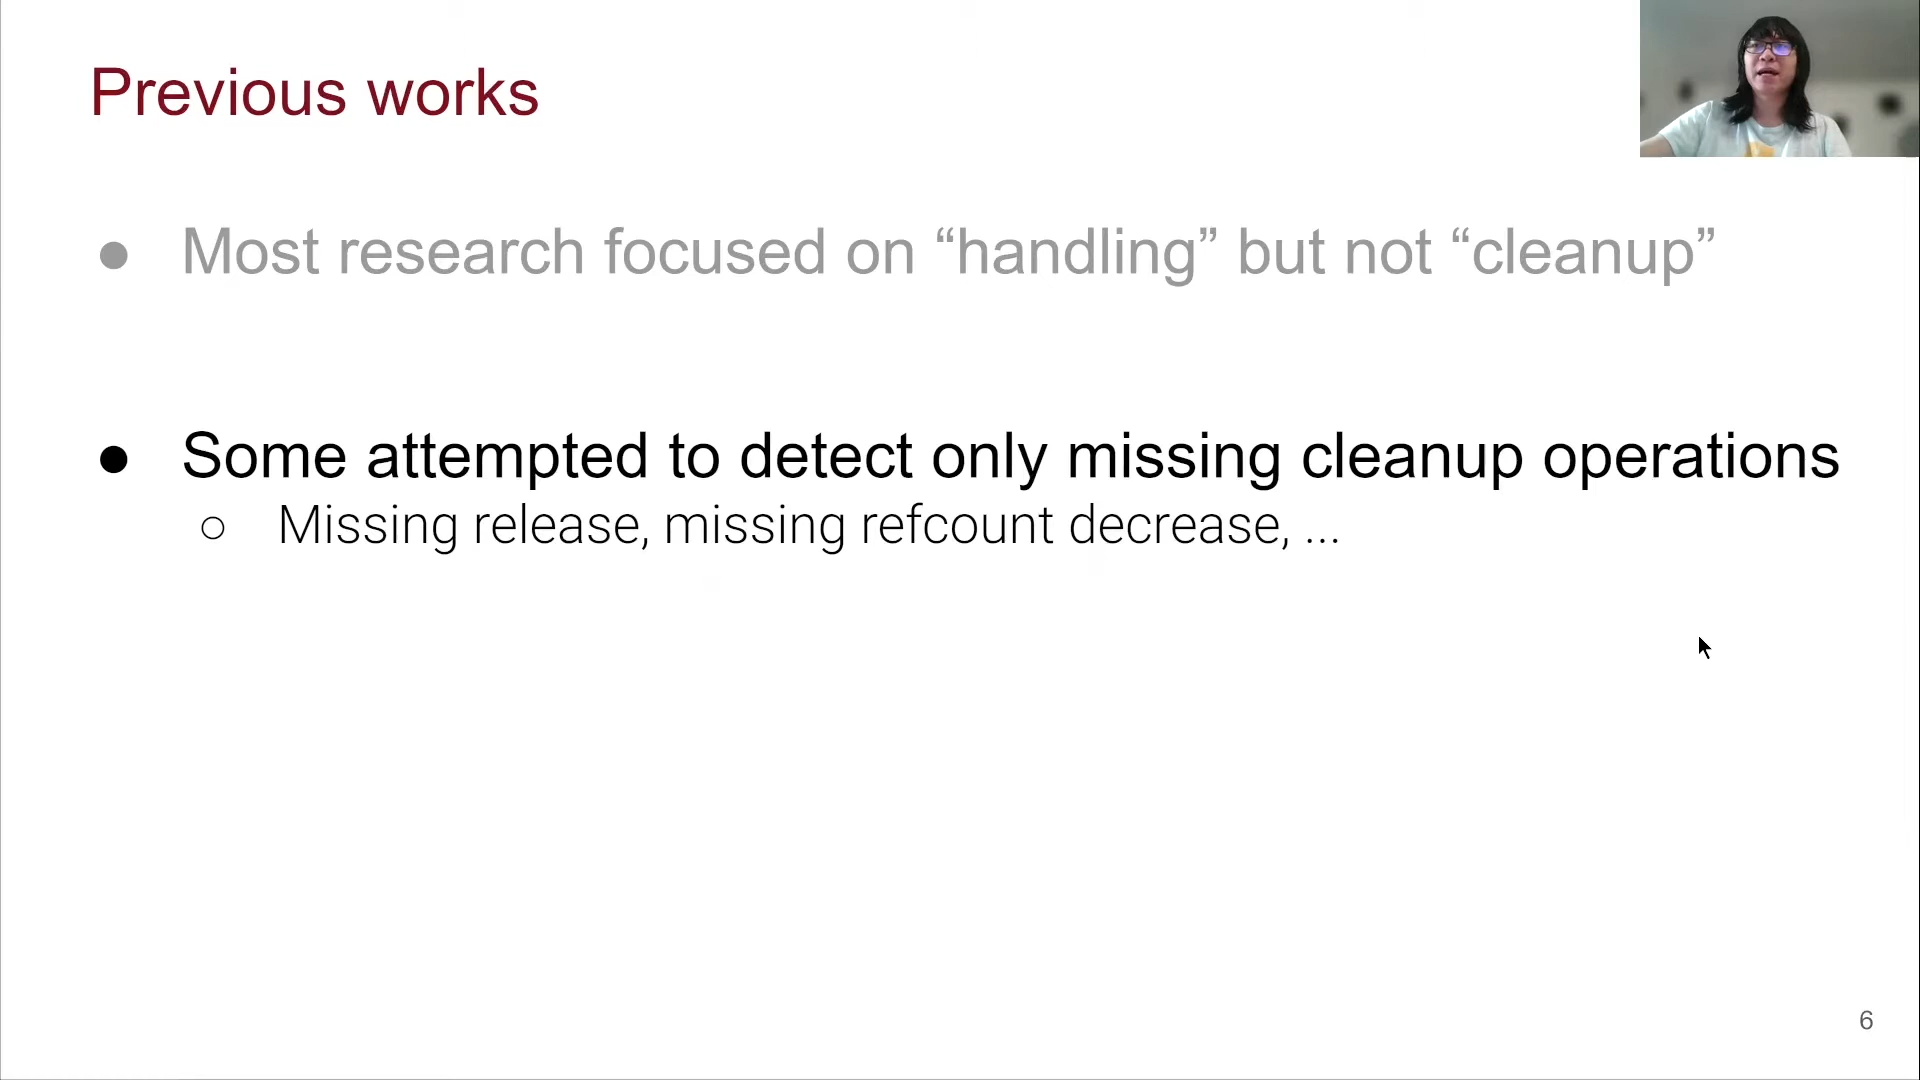 Previous works
● Most research focused on “handling” but not “cleanup”
● Some attempted to detect only missing cleanup operations
○ Missing release, missing refcount decrease, ...
6